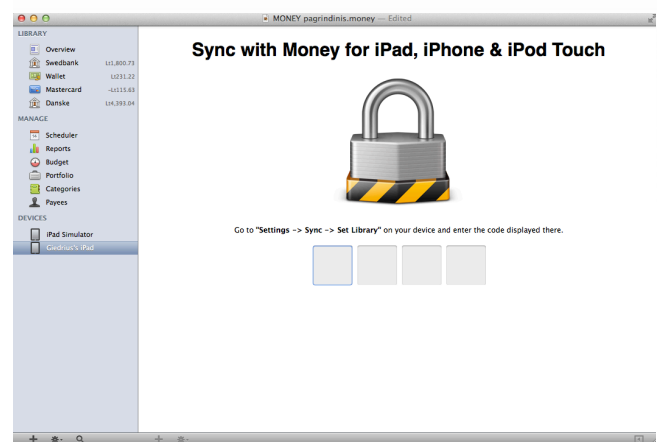 MONEY pagrindinis.money — Edited
LIBRARY
Overview
Swedbank Lt1,800.73
Wallet Lt231.22
Mastercard -Lt115.63
Danske Lt4,393.04
MANAGE
Scheduler
Reports
Budget
Portfolio
Categories
Payees
DEVICES
iPad Simulator
Giedrius's iPad
Sync with Money for iPad, iPhone & iPod Touch
Go to "Settings -> Sync -> Set Library" on your device and enter the code displayed there.